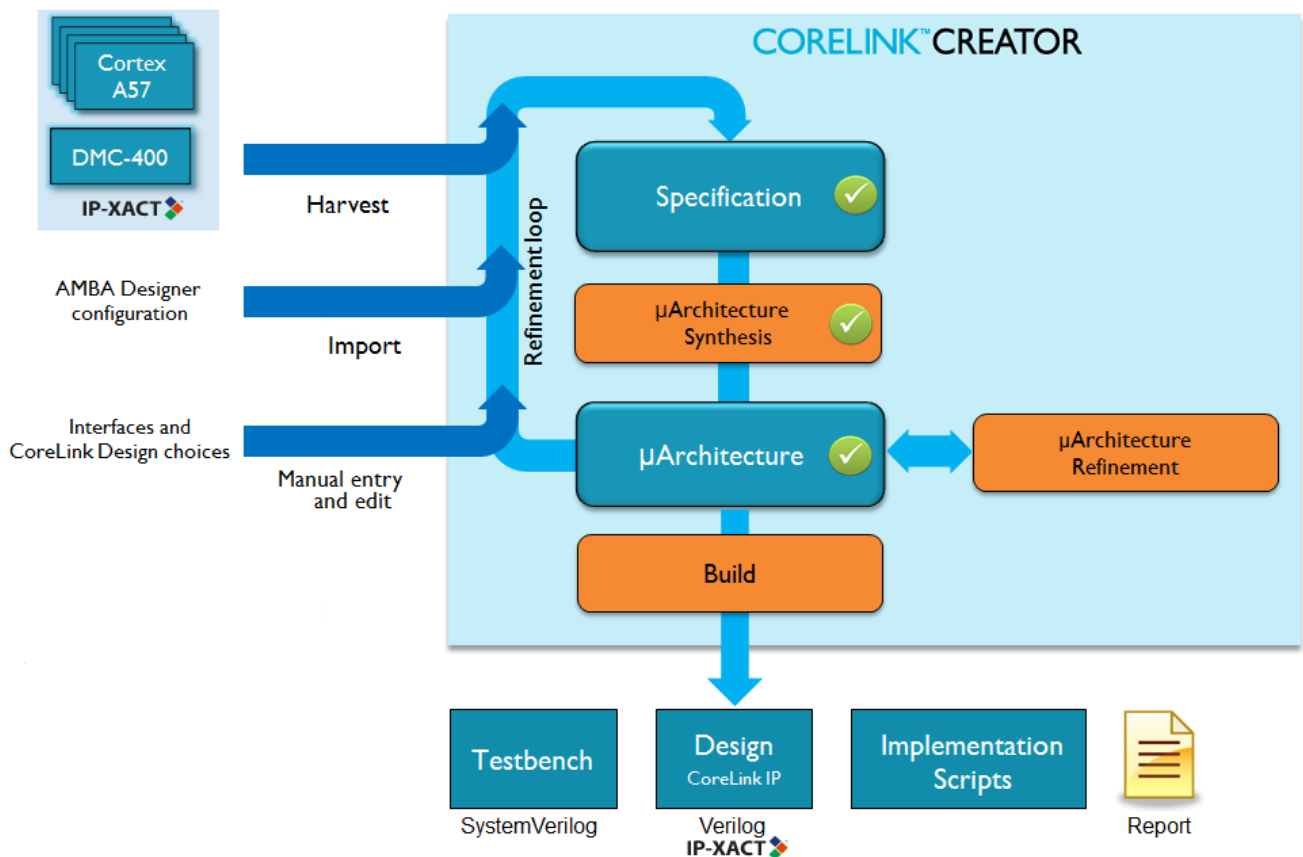 CORELINK™CREATOR
Cortex
A57
DMC-400
IP-XACT
Harvest
AMBA Designer
configuration
Import
Interfaces and
CoreLink Design choices
Manual entry
and edit
Refinement loop
Specification
µArchitecture
Synthesis
µArchitecture
µArchitecture
Refinement
Build
Testbench
SystemVerilog
Design
CoreLink IP
Verilog
IP-XACT
Implementation
Scripts
Report